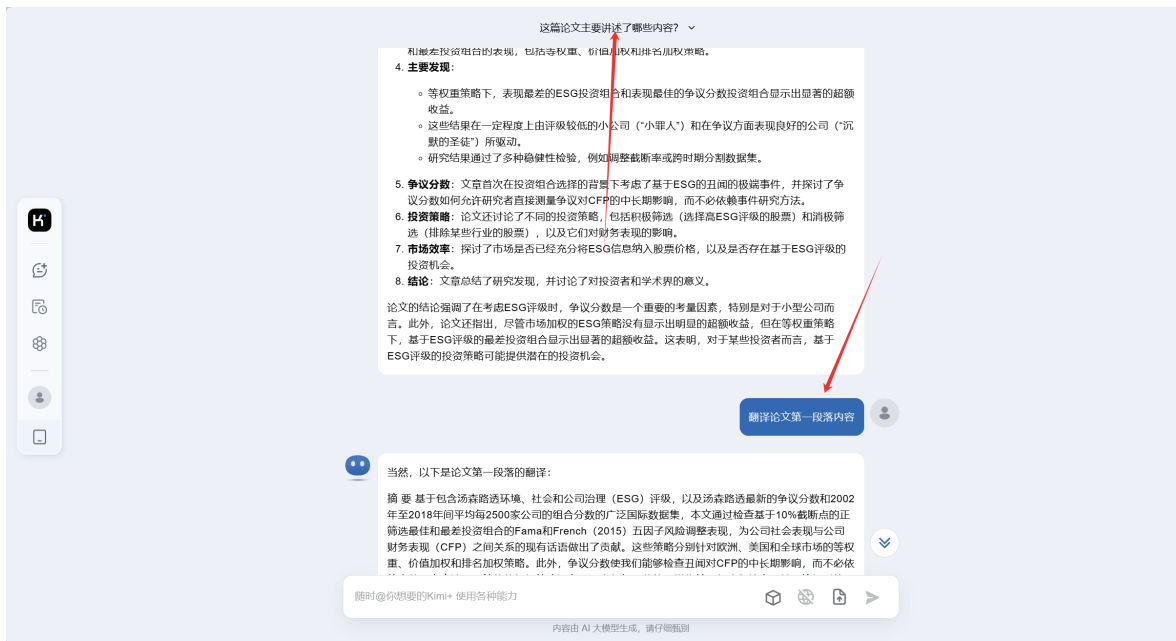 这篇论文主要讲述了哪些内容?
和最差投资组合的表现,包括等权重、价值加权和排名加权策略。
4. 主要发现:
等权重策略下,表现最差的ESG投资组合和表现最佳的争议分数投资组合显示出显著的超额
收益。
这些结果在一定程度上由评级较低的小公司(“小罪人”)和在争议方面表现良好的公司(“沉
默的圣徒”)所驱动。
研究结果通过了多种稳健性检验,例如调整截断率或跨时期分割数据集。
5. 争议分数:文章首次在投资组合选择的背景下考虑了基于ESG的丑闻的极端事件,并探讨了争
议分数如何允许研究者直接测量争议对CFP的中长期影响,而不必依赖事件研究方法。
6. 投资策略:论文还讨论了不同的投资策略,包括积极筛选(选择高ESG评级的股票)和消极筛
选(排除某些行业的股票),以及它们对财务表现的影响。
7. 市场效率:探讨了市场是否已经充分将ESG信息纳入股票价格,以及是否存在基于ESG评级的
投资机会。
8. 结论:文章总结了研究发现,并讨论了对投资者和学术界的意义。
论文的结论强调了在考虑ESG评级时,争议分数是一个重要的考量因素,特别是对于小型公司而
言。此外,论文还指出,尽管市场加权的ESG策略没有显示出明显的超额收益,但在等权重策略
下,基于ESG评级的最差投资组合显示出显著的超额收益。这表明,对于某些投资者而言,基于
ESG评级的投资策略可能提供潜在的投资机会。
翻译论文第一段落内容
当然,以下是论文第一段落的翻译:
摘 要 基于包含汤森路透环境、社会和公司治理(ESG)评级,以及汤森路透最新的争议分数和2002
年至2018年间平均每2500家公司的组合分数的广泛国际数据集,本文通过检查基于10%截断点的正
筛选最佳和最差投资组合的Fama和French(2015)五因子风险调整表现,为公司社会表现与公司
财务表现(CFP)之间关系的现有话语做出了贡献。这些策略分别针对欧洲、美国和全球市场的等权
重、价值加权和排名加权策略。此外,争议分数使我们能够检查丑闻对CFP的中长期影响,而不必依
随时@你想要的Kimi+ 使用各种能力
内容由 AI 大模型生成,请仔细甄别